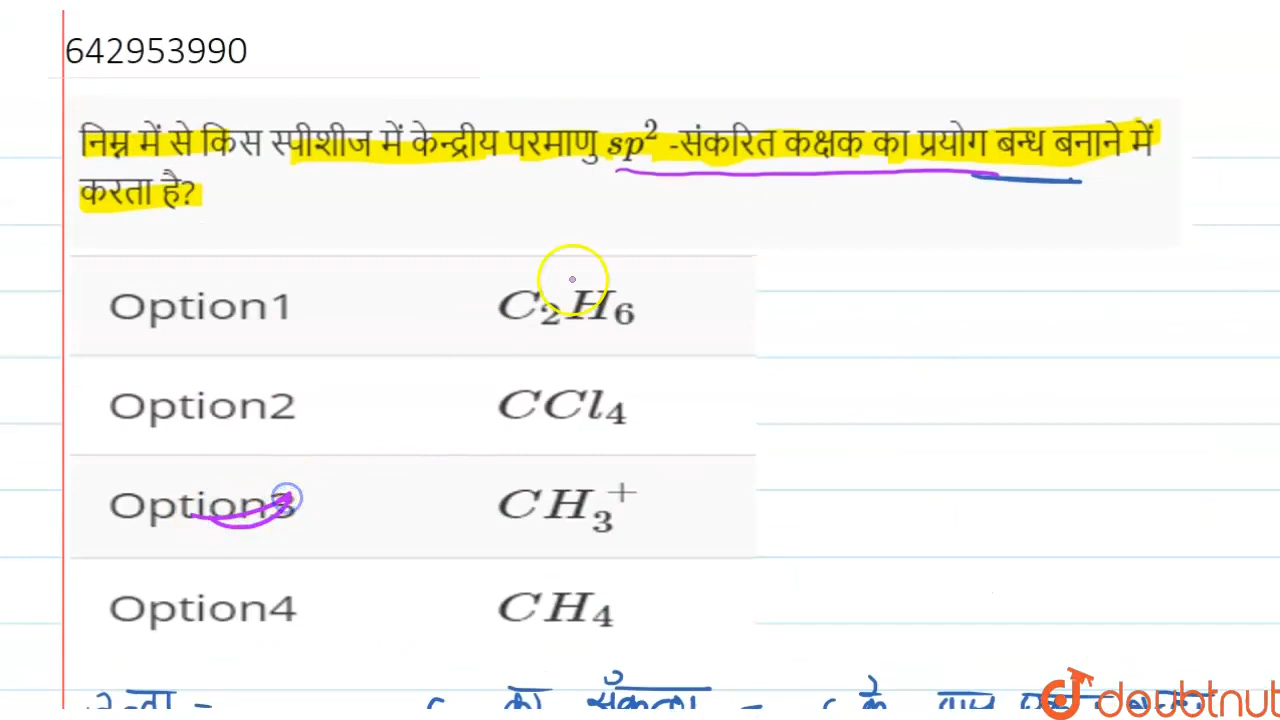 642953990
निम्न में से किस स्पीशीज में केन्द्रीय परमाणु sp² -संकरित कक्षक का प्रयोग बन्ध बनाने में
करता है?
Option1 C₂H₆
Option2 CCl₄
Option3 CH₃⁺
Option4 CH₄
का
doubtnut